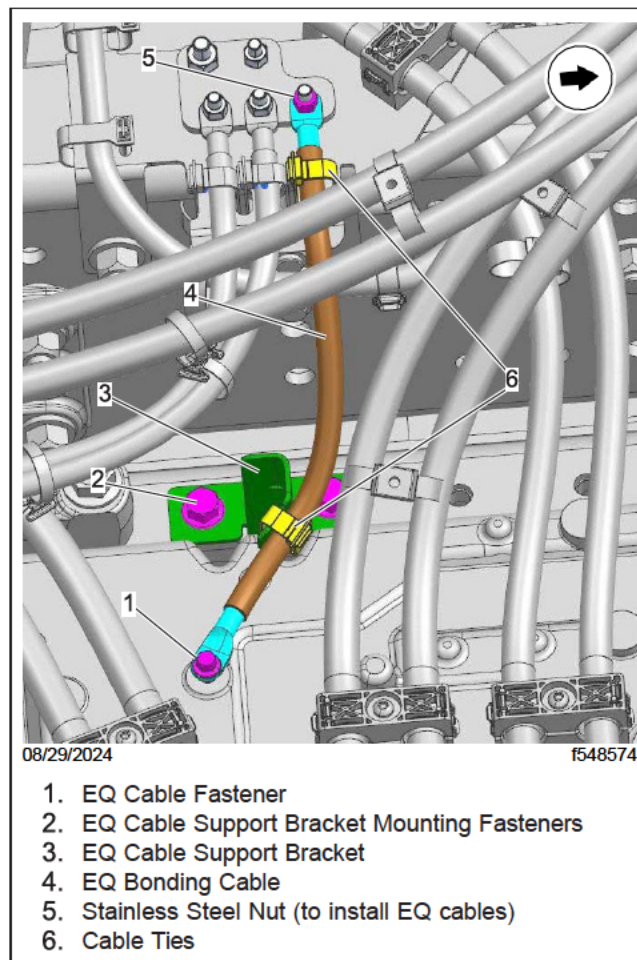 5
4
3
6
2
1
08/29/2024 f548574
1. EQ Cable Fastener
2. EQ Cable Support Bracket Mounting Fasteners
3. EQ Cable Support Bracket
4. EQ Bonding Cable
5. Stainless Steel Nut (to install EQ cables)
6. Cable Ties